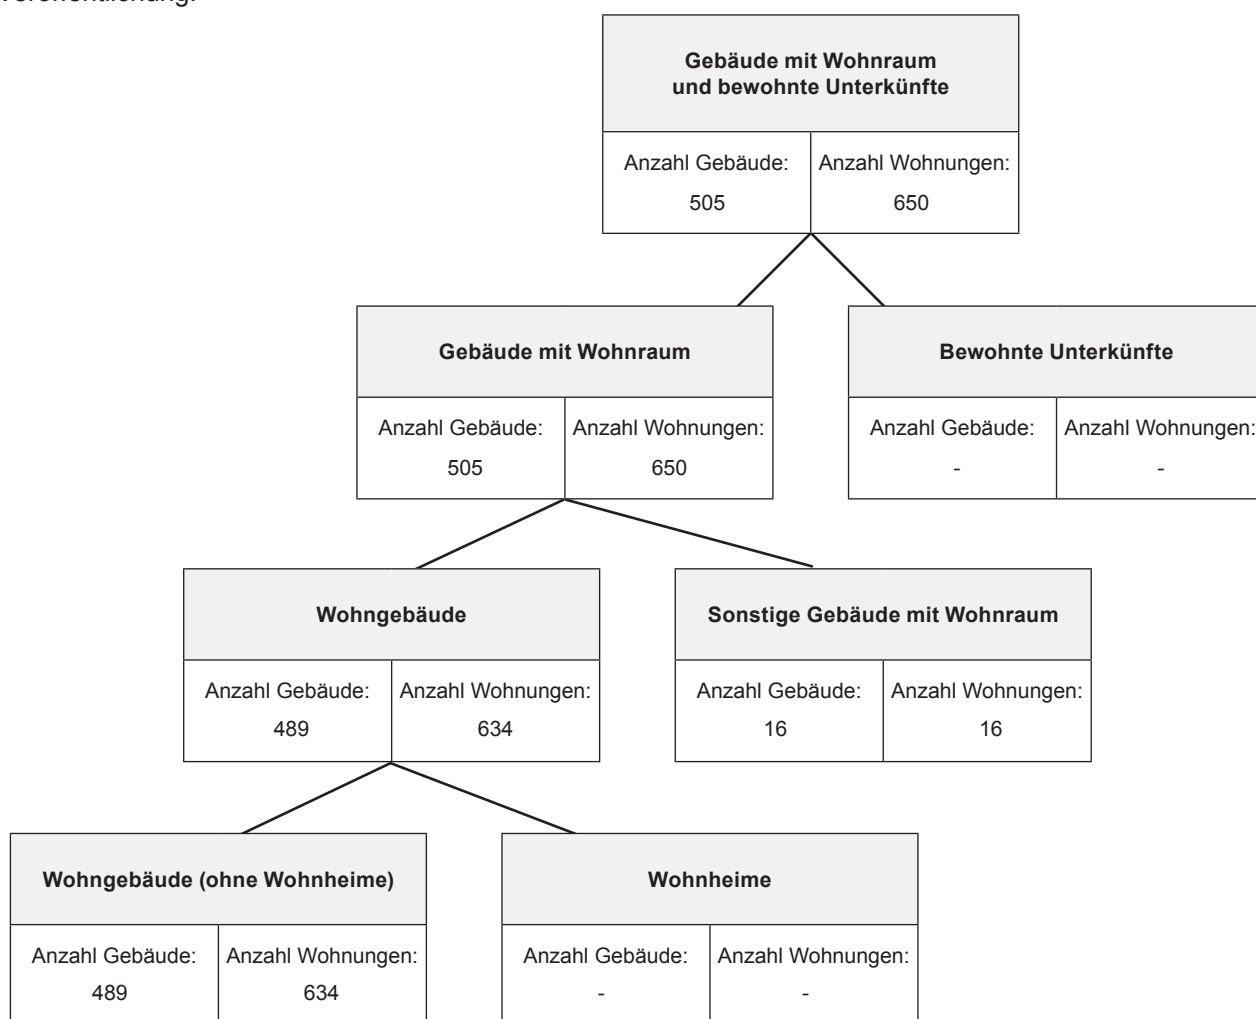 Gebäude mit Wohnraum
und bewohnte Unterkünfte
Anzahl Gebäude: Anzahl Wohnungen:
505 650
Gebäude mit Wohnraum
Bewohnte Unterkünfte
Anzahl Gebäude: Anzahl Wohnungen:
505 650
Anzahl Gebäude: Anzahl Wohnungen:
- -
Wohngebäude
Sonstige Gebäude mit Wohnraum
Anzahl Gebäude: Anzahl Wohnungen:
489 634
Anzahl Gebäude: Anzahl Wohnungen:
16 16
Wohngebäude (ohne Wohnheime)
Wohnheime
Anzahl Gebäude: Anzahl Wohnungen:
489 634
Anzahl Gebäude: Anzahl Wohnungen:
- -